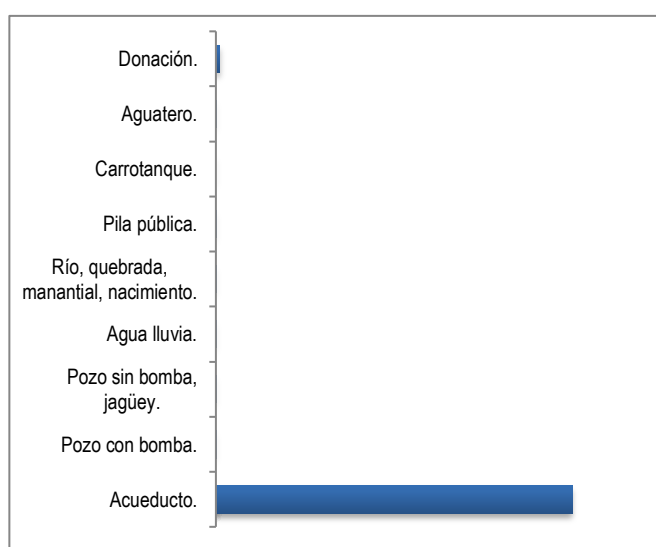 Donación.
Aguatero.
Carrotanque.
Pila pública.
Río, quebrada,
manantial, nacimiento.
Agua lluvia.
Pozo sin bomba,
jagüey.
Pozo con bomba.
Acueducto.